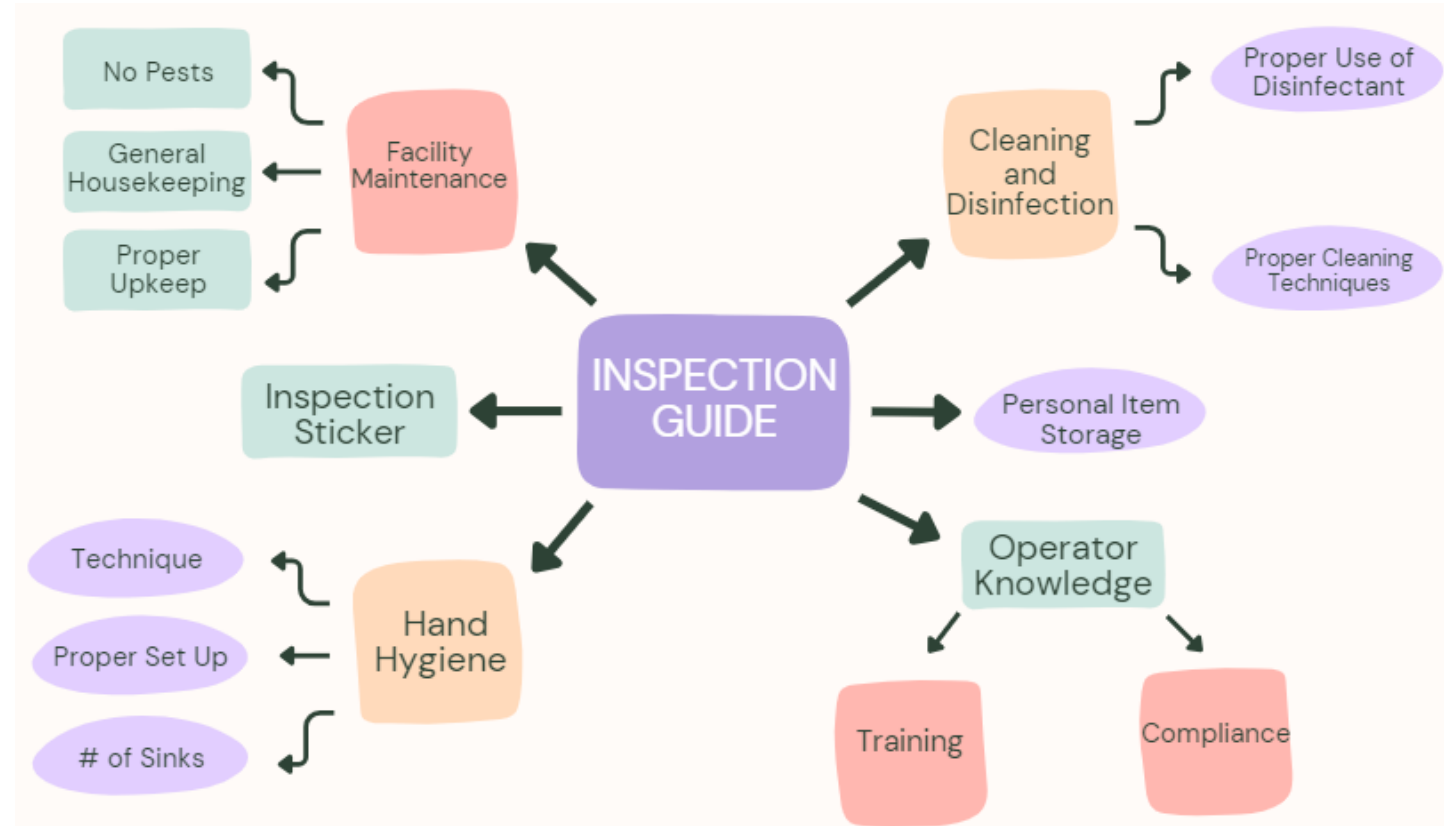 No Pests
General
Housekeeping
Proper
Upkeep
Facility
Maintenance
Cleaning
and
Disinfection
Proper Use of
Disinfectant
Proper Cleaning
Techniques
INSPECTION
GUIDE
Inspection
Sticker
Personal Item
Storage
Technique
Proper Set Up
# of Sinks
Hand
Hygiene
Operator
Knowledge
Training
Compliance